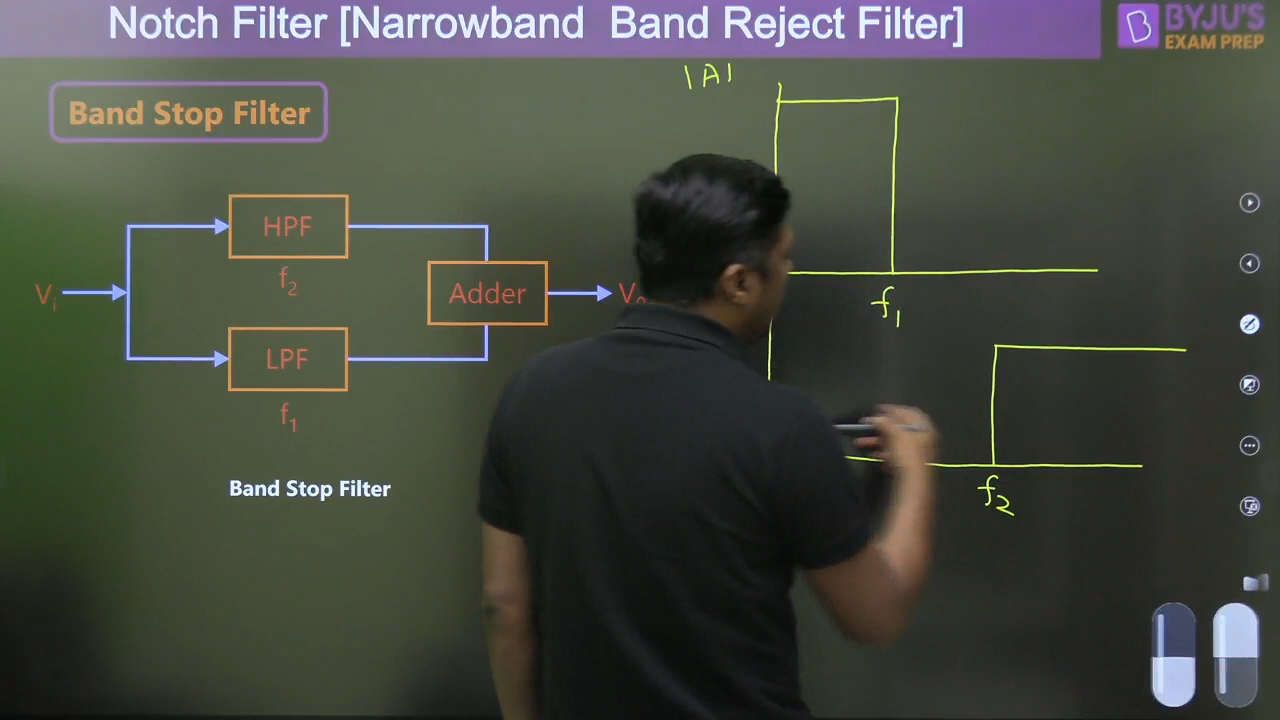 Notch Filter [Narrowband Band Reject Filter]
BYJU'S
EXAM PREP
|A|
Band Stop Filter
HPF
f2
Vi
Adder
LPF
f1
Band Stop Filter
f1
f2